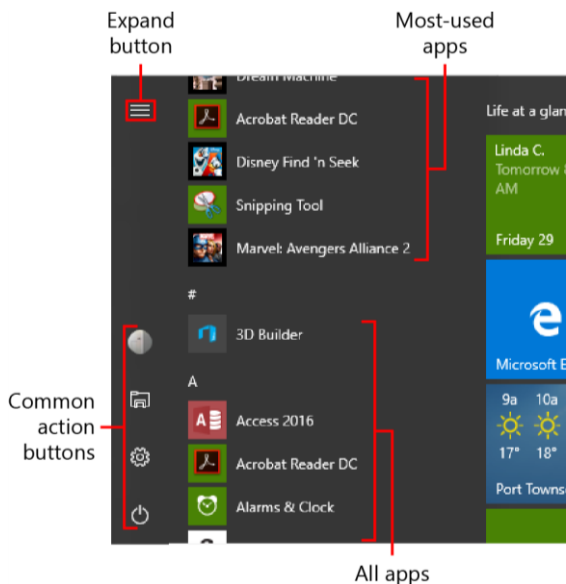 Expand
button
Most-used
apps
Dream Machine
Acrobat Reader DC
Disney Find 'n Seek
Snipping Tool
Marvel: Avengers Alliance 2
#
3D Builder
A
Access 2016
Acrobat Reader DC
Alarms & Clock
Common
action
buttons
All apps
Life at a glan
Linda C.
Tomorrow 8
AM
Friday 29
Microsoft E
9a 10a
17° 18°
Port Towns